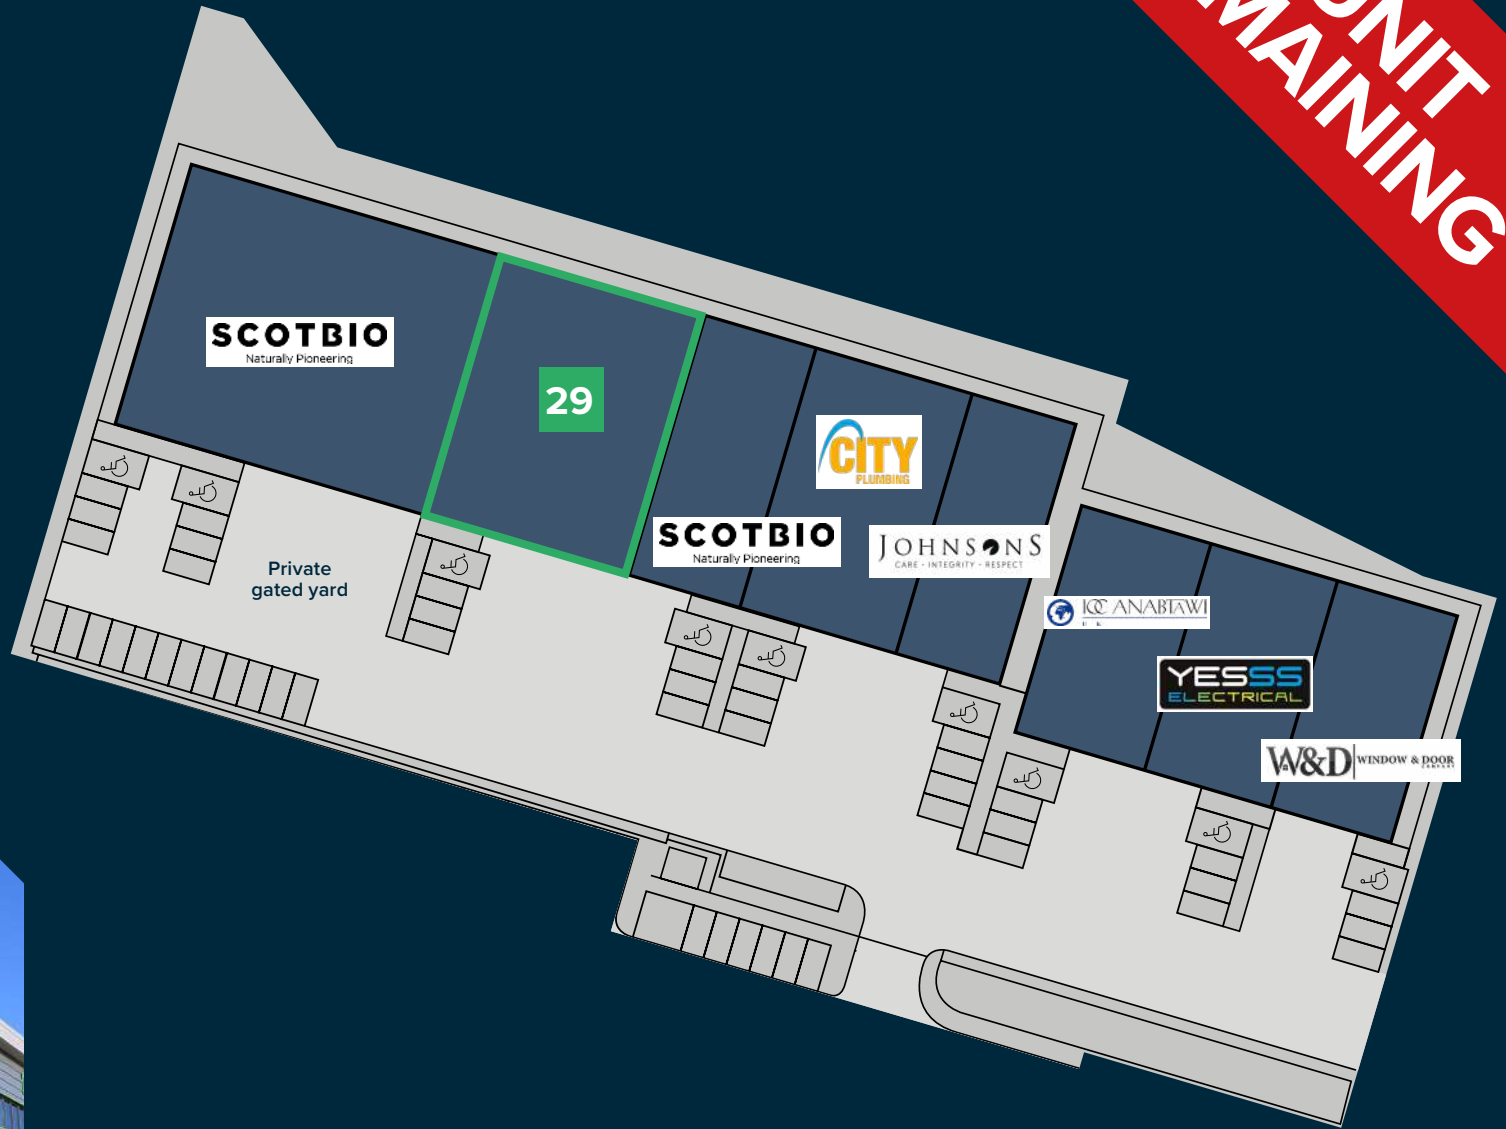 UNIT
MAINING
SCOTBIO
Naturally Pioneering
29
CITY
PLUMBING
SCOTBIO
Naturally Pioneering
JOHNSONS
CARE - INTEGRITY - RESPECT
Private
gated yard
ICC ANABTAWI
U K
YESSS
ELECTRICAL
W&D WINDOW & DOOR
COMPANY